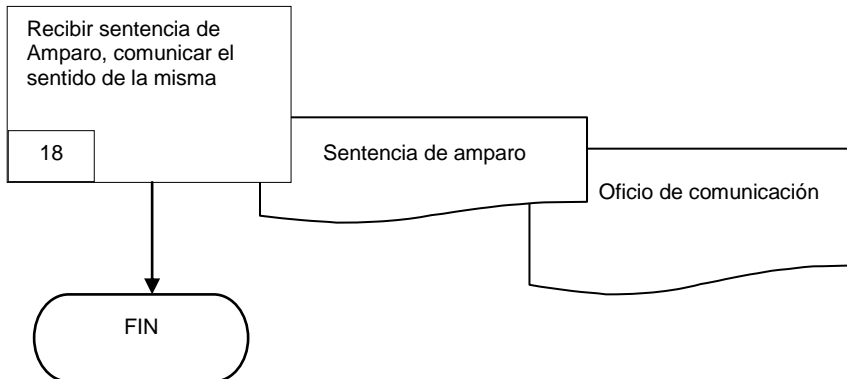 Recibir sentencia de
Amparo, comunicar el
sentido de la misma
18
Sentencia de amparo
Oficio de comunicación
FIN